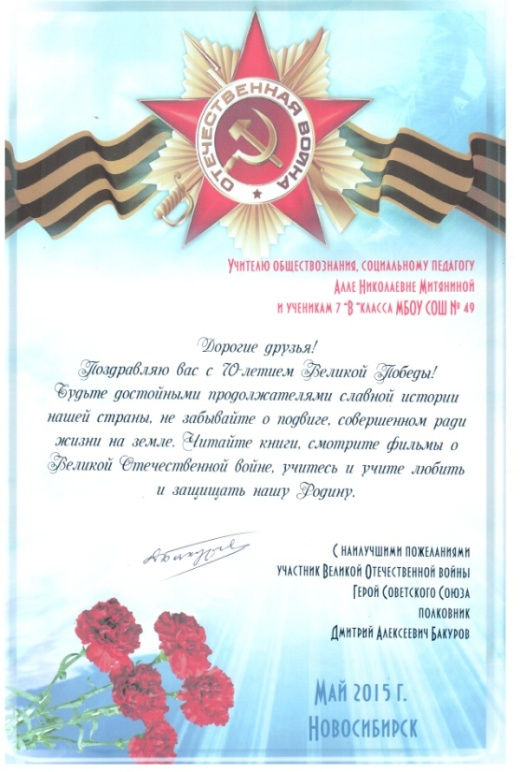 ОТЕЧЕСТВЕННАЯ ВОЙНА
Учителю обществознания, социальному педагогу
Алле Николаевне Митяниной
и ученикам 7 "В "класса МБОУ СОШ № 49
Дорогие друзья!
Поздравляю вас с 70-летием Великой Победы!
Будьте достойными продолжателями славной истории
нашей страны, не забывайте о подвиге, совершенном ради
жизни на земле. Читайте книги, смотрите фильмы о
Великой Отечественной войне, учитесь и учите любить
и защищать нашу Родину.
С наилучшими пожеланиями
участник Великой Отечественной войны
Герой Советского Союза
полковник
Дмитрий Алексеевич Бакуров
Май 2015 г.
Новосибирск